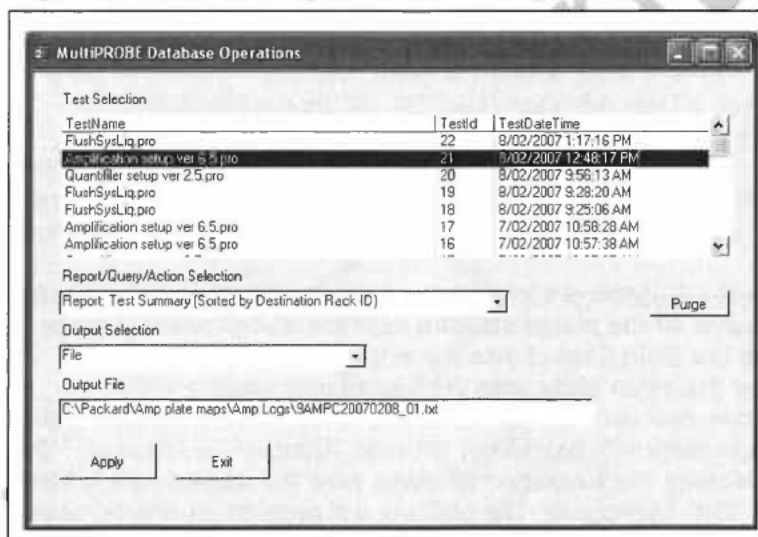 MultiPROBE Database Operations
Test Selection
TestName TestId TestDateTime
FlushSysLiq.pro 22 8/02/2007 1:17:16 PM
Amplification setup ver 6.5.pro 21 8/02/2007 12:48:17 PM
Quantifiler setup ver 2.5.pro 20 8/02/2007 9:56:13 AM
FlushSysLiq.pro 19 8/02/2007 9:28:20 AM
FlushSysLiq.pro 18 8/02/2007 9:25:06 AM
Amplification setup ver 6.5.pro 17 7/02/2007 10:58:28 AM
Amplification setup ver 6.5.pro 16 7/02/2007 10:57:38 AM
Report/Query/Action Selection
Report: Test Summary (Sorted by Destination Rack ID)
Purge
Output Selection
File
Output File
C:\Packard\Amp plate maps\Amp Logs\9AMPC20070208_01.txt
Apply Exit